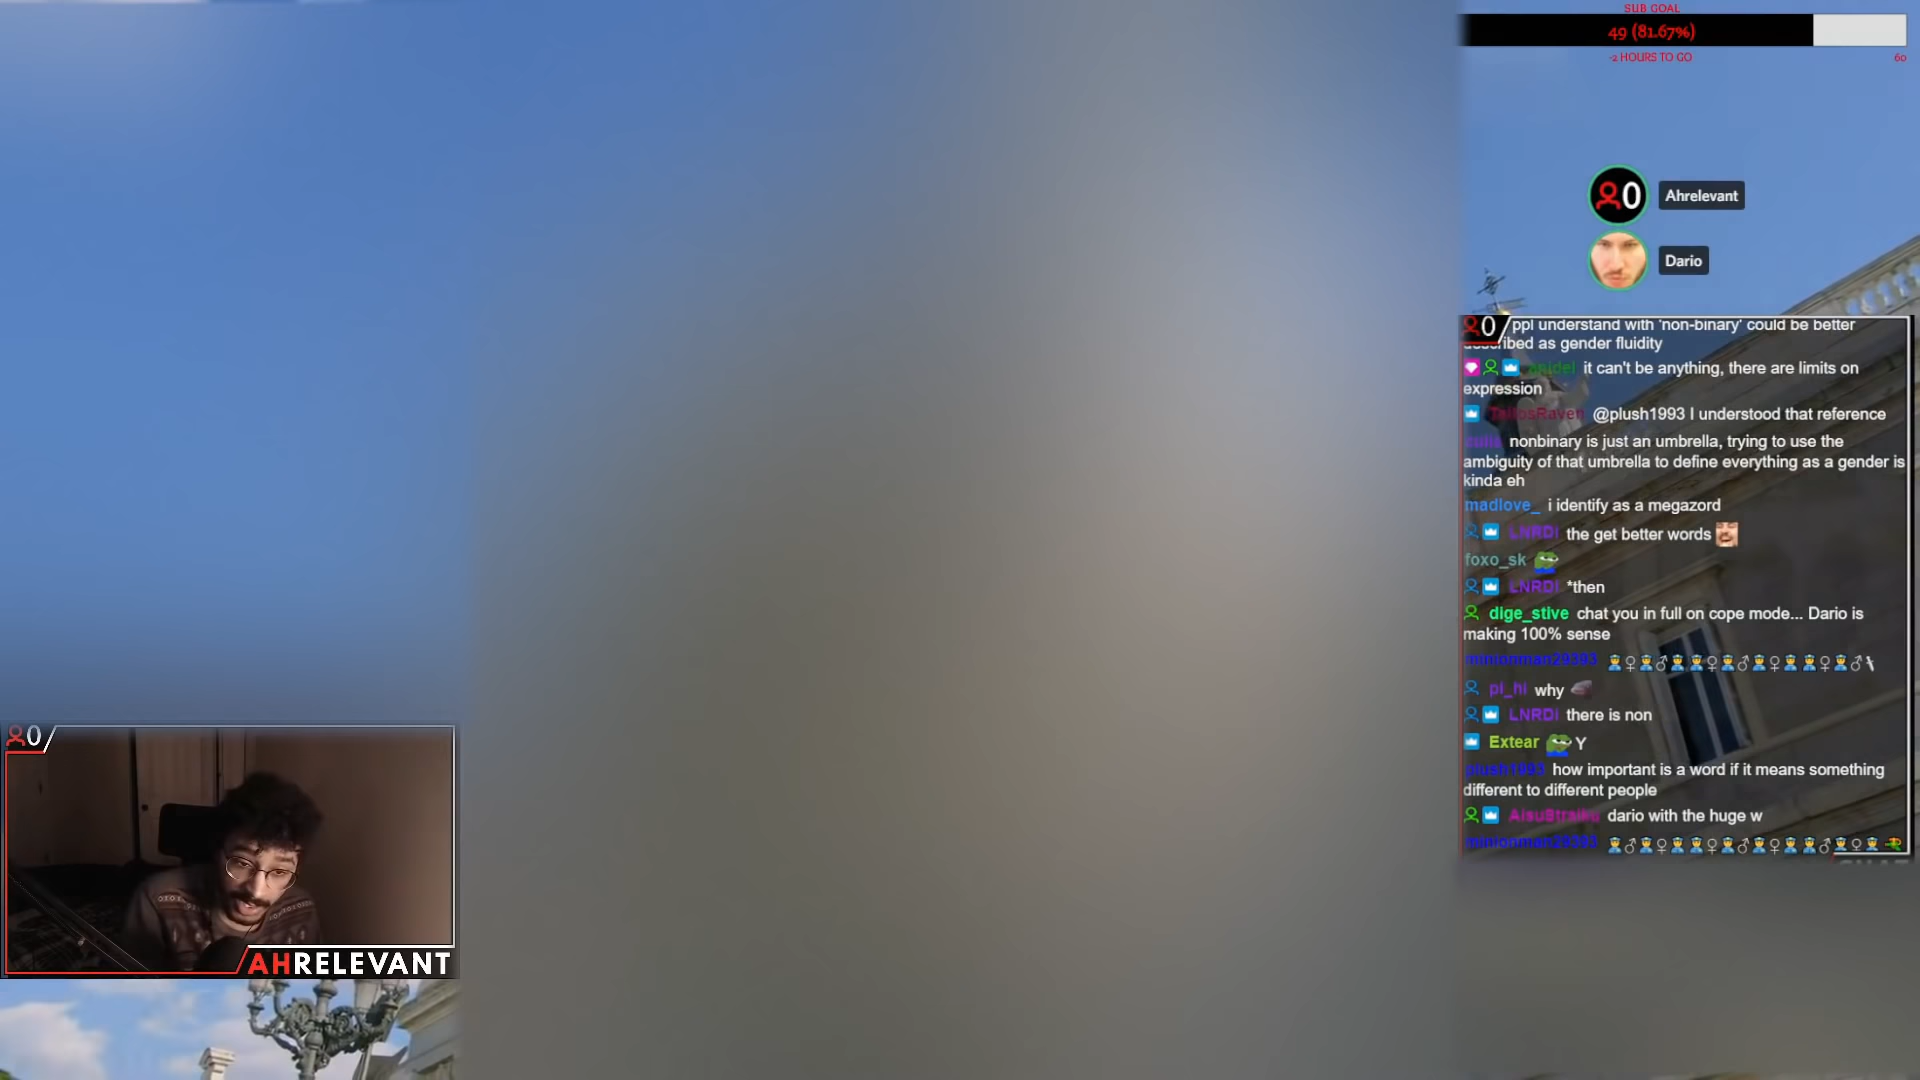 SUB GOAL
49 (81.67%)
-2 HOURS TO GO
60
0
Ahrelevant
Dario
0
ppl understand with 'non-binary' could be better
described as gender fluidity
it can't be anything, there are limits on
expression
@plush1993 I understood that reference
nonbinary is just an umbrella, trying to use the
ambiguity of that umbrella to define everything as a gender is
kinda eh
madlove_ i identify as a megazord
LNRDI the get better words
foxo_sk
LNRDI *then
dige_stive chat you in full on cope mode... Dario is
making 100% sense
minionman29393
pi_hi why
LNRDI there is non
Extear Y
plush1993 how important is a word if it means something
different to different people
dario with the huge w
minionman29393
0
AHRELEVANT